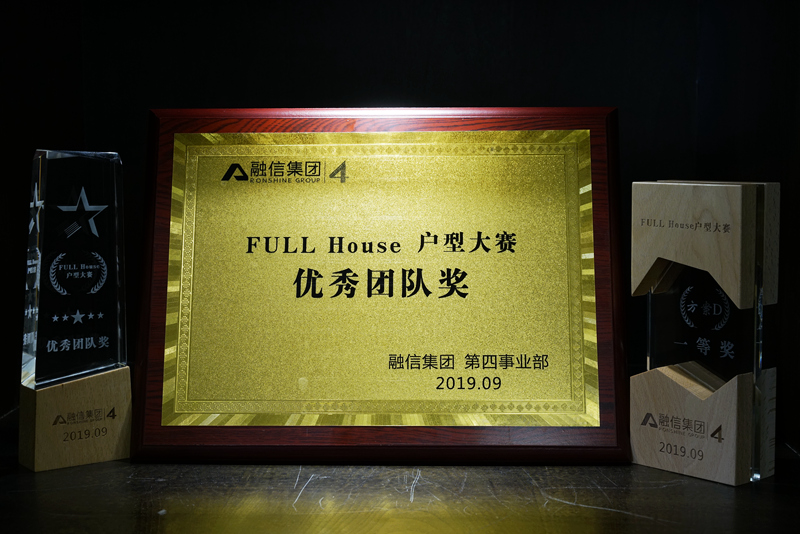 FULL House
户型大赛
优秀团队奖
融信集团 4
2019.09
融信集团 4
RONSHINE GROUP
FULL House 户型大赛
优秀团队奖
融信集团 第四事业部
2019.09
FULL House户型大赛
一等奖
融信集团 4
RONSHINE GROUP
2019.09